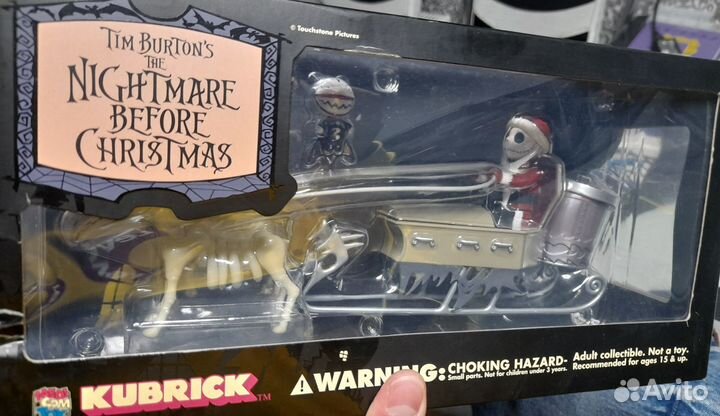 © Touchstone Pictures
TIM BURTON'S
THE
NIGHTMARE
BEFORE
CHRISTMAS
KUBRICK™
⚠WARNING: CHOKING HAZARD-
Small parts. Not for children under 3 years.
Adult collectible. Not a toy.
Recommended for ages 15 & up.
Avito